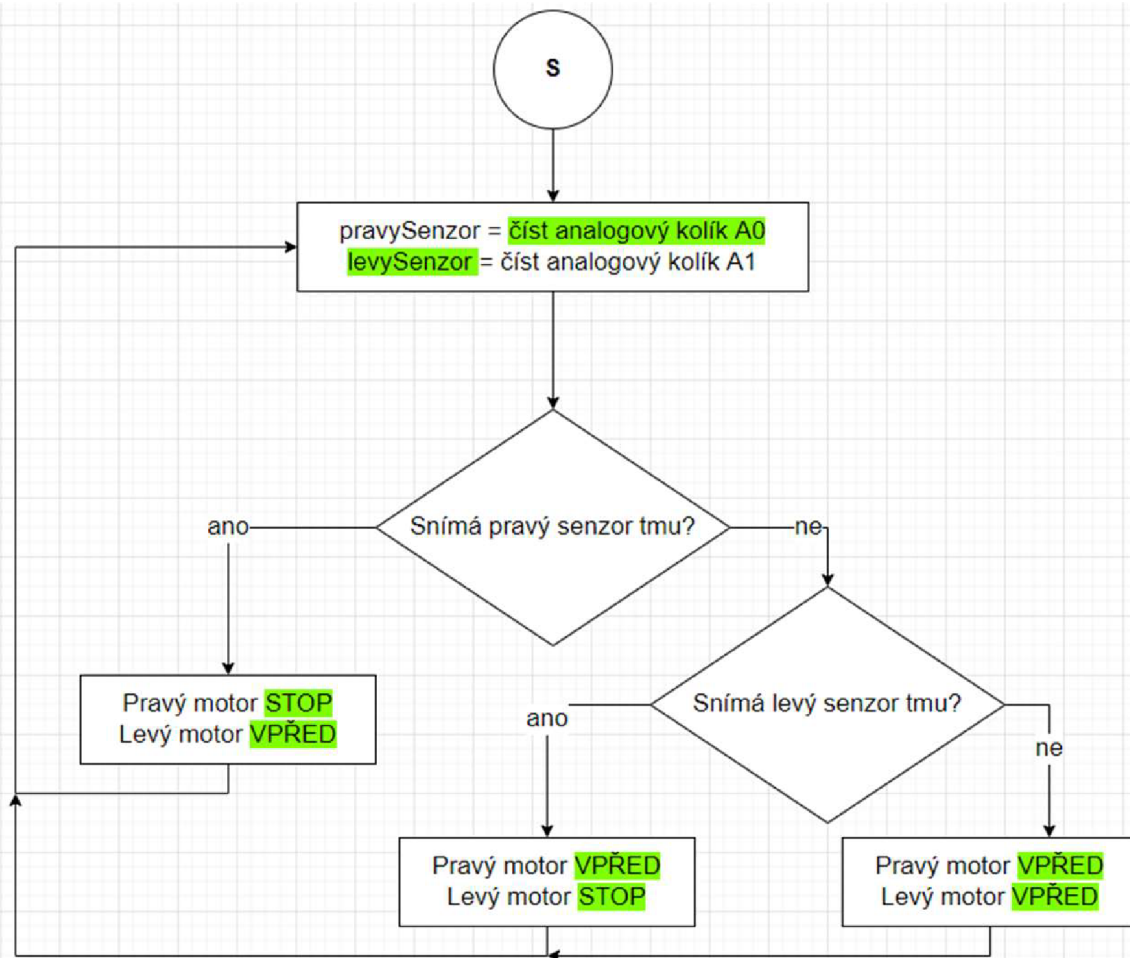 S
pravySenzor = číst analogový kolík A0
levySenzor = číst analogový kolík A1
Snímá pravý senzor tmu?
ano
ne
Pravý motor STOP
Levý motor VPŘED
Snímá levý senzor tmu?
ano
ne
Pravý motor VPŘED
Levý motor STOP
Pravý motor VPŘED
Levý motor VPŘED